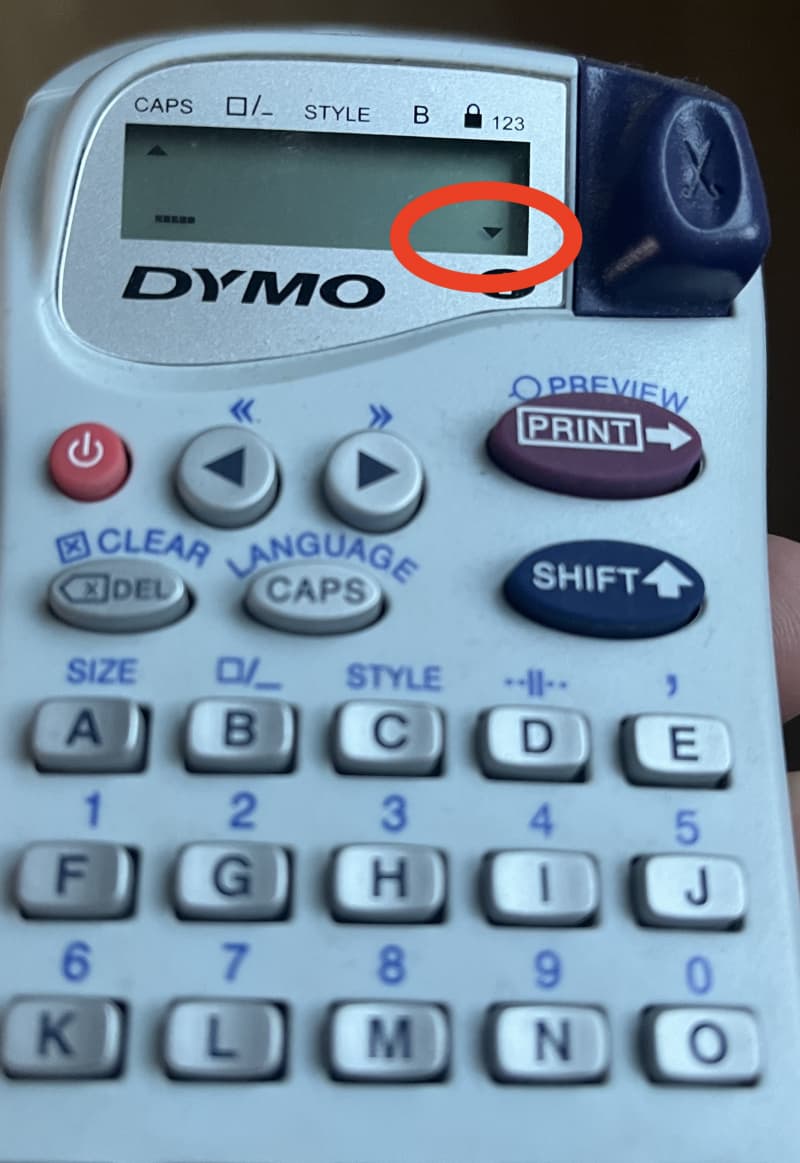 CAPS □/_ STYLE B 123
DYMO
« » PREVIEW
PRINT
CLEAR LANGUAGE
X DEL CAPS SHIFT
SIZE □/_ STYLE ,
A B C D E
1 2 3 4 5
F G H I J
6 7 8 9 0
K L M N O